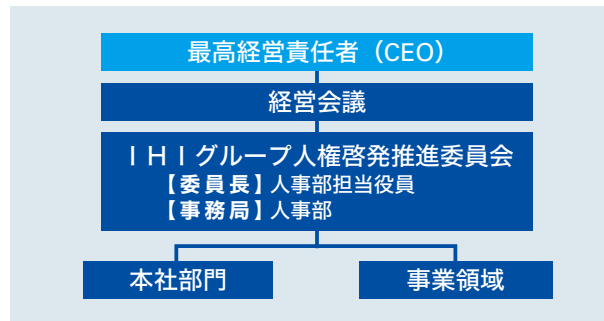 最高経営責任者（CEO）
経営会議
ＩＨＩグループ人権啓発推進委員会
【委員長】人事部担当役員
【事務局】人事部
本社部門
事業領域